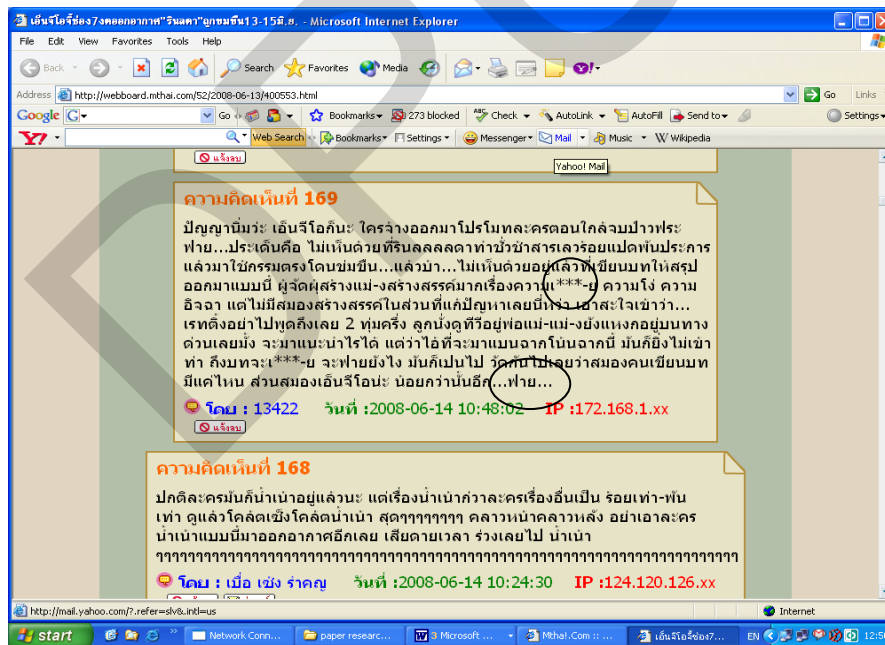 เอ็นจีโอจี้ช่อง7งดออกอากาศ"รินลดา"ถูกข่มขืน13-15มิ.ย. - Microsoft Internet Explorer
File Edit View Favorites Tools Help
Back Search Favorites Media
Address http://webboard.mthai.com/52/2008-06-13/400553.html Go Links
Google G Go Bookmarks 273 blocked Check AutoLink AutoFill Send to Settings
Y! Web Search Bookmarks Settings Messenger Mail Music Wikipedia
แจ้งลบ
Yahoo! Mail
ความคิดเห็นที่ 169
ปัญญานิ่มว่ะ เอ็นจีโอก็นะ ใครจ้างออกมาโปรโมทละครตอนใกล้จบป่าวฟระ
ฟาย...ประเด็นคือ ไม่เห็นด้วยที่รินลลลลดาทำชั่วช้าสารเลวร้อยแปดพันประการ
แล้วมาใช้กรรมตรงโดนข่มขืน...แล้วบ้า...ไม่เห็นด้วยอยู่แล้วที่เขียนบทให้สรุป
ออกมาแบบนี้ ผู้จัดผู้สร้างแม่-งสร้างสรรค์มากเรื่องความเ***-ย ความโง่ ความ
อิจฉา แต่ไม่มีสมองสร้างสรรค์ในส่วนที่แก้ปัญหาเลยนี่หว่า เอาสะใจเข้าว่า...
เรทติ้งอย่าไปพูดถึงเลย 2 ทุ่มครึ่ง ลูกนั่งดูทีวีอยู่พ่อแม่-แม่-งยังแหงกอยู่บนทาง
ด่วนเลยมั้ง จะมาแนะนำไรได้ แต่ว่าไอ้ที่จะมาแบนฉากโน้นฉากนี้ มันก็ยิ่งไม่เข้า
ท่า ถึงบทจะเ***-ย จะฟายยังไง มันก็เป็นไป วัดกันไปเลยว่าสมองคนเขียนบท
มีแค่ไหน ส่วนสมองเอ็นจีโอน่ะ น้อยกว่านั้นอีก...ฟาย...
โดย : 13422 วันที่ :2008-06-14 10:48:02 IP :172.168.1.xx
แจ้งลบ
ความคิดเห็นที่ 168
ปกติละครมันก็น้ำเน่าอยู่แล้วนะ แต่เรื่องน้ำเน่ากว่าละครเรื่องอื่นเป็น ร้อยเท่า-พัน
เท่า ดูแล้วโคล้ดเซ็งโคล้ดน้ำเน่า สุดๆๆๆๆๆๆๆ คลาวหน้าคลาวหลัง อย่าเอาละคร
น้ำเน่าแบบนี้มาออกอากาศอีกเลย เสียดายเวลา ร่วงเลยไป น้ำเน่า
ๆๆๆๆๆๆๆๆๆๆๆๆๆๆๆๆๆๆๆๆๆๆๆๆๆๆๆๆๆๆๆๆๆๆๆๆๆๆๆๆๆๆๆๆๆๆๆๆๆๆๆๆๆๆๆๆๆๆ
โดย : เบื่อ เซ้ง รำคญ วันที่ :2008-06-14 10:24:30 IP :124.120.126.xx
http://mail.yahoo.com/?.refer=slv&.intl=us Internet
start Network Conn... paper researc... 3 Microsoft ... Mthai.Com :: ... เอ็นจีโอจี้ช่อง7... EN